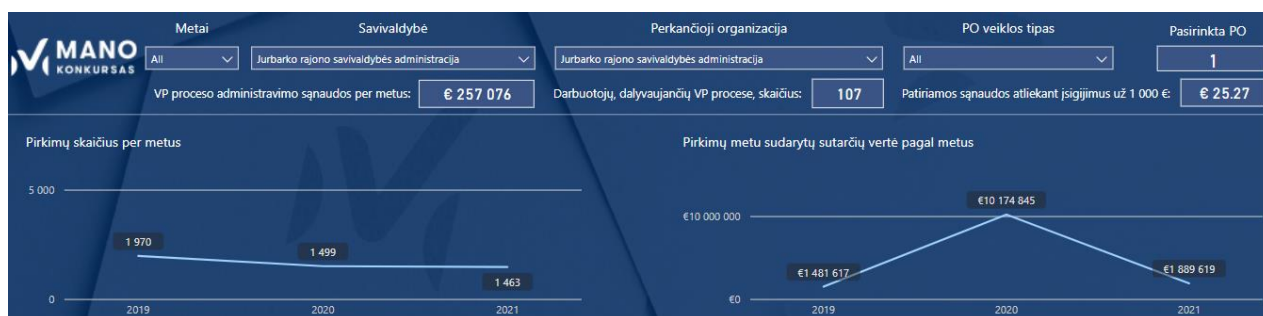 Metai
Savivaldybė
Perkančioji organizacija
PO veiklos tipas
Pasirinkta PO
MANO
KONKURSAS
All
Jurbarko rajono savivaldybės administracija
Jurbarko rajono savivaldybės administracija
All
1
VP proceso administravimo sąnaudos per metus:
€ 257 076
Darbuotojų, dalyvaujančių VP procese, skaičius:
107
Patiriamos sąnaudos atliekant įsigijimus už 1 000 €:
€ 25.27
Pirkimų skaičius per metus
5 000
1 970
1 499
1 463
0
2019
2020
2021
Pirkimų metu sudarytų sutarčių vertė pagal metus
€10 174 845
€10 000 000
€1 481 617
€1 889 619
€0
2019
2020
2021